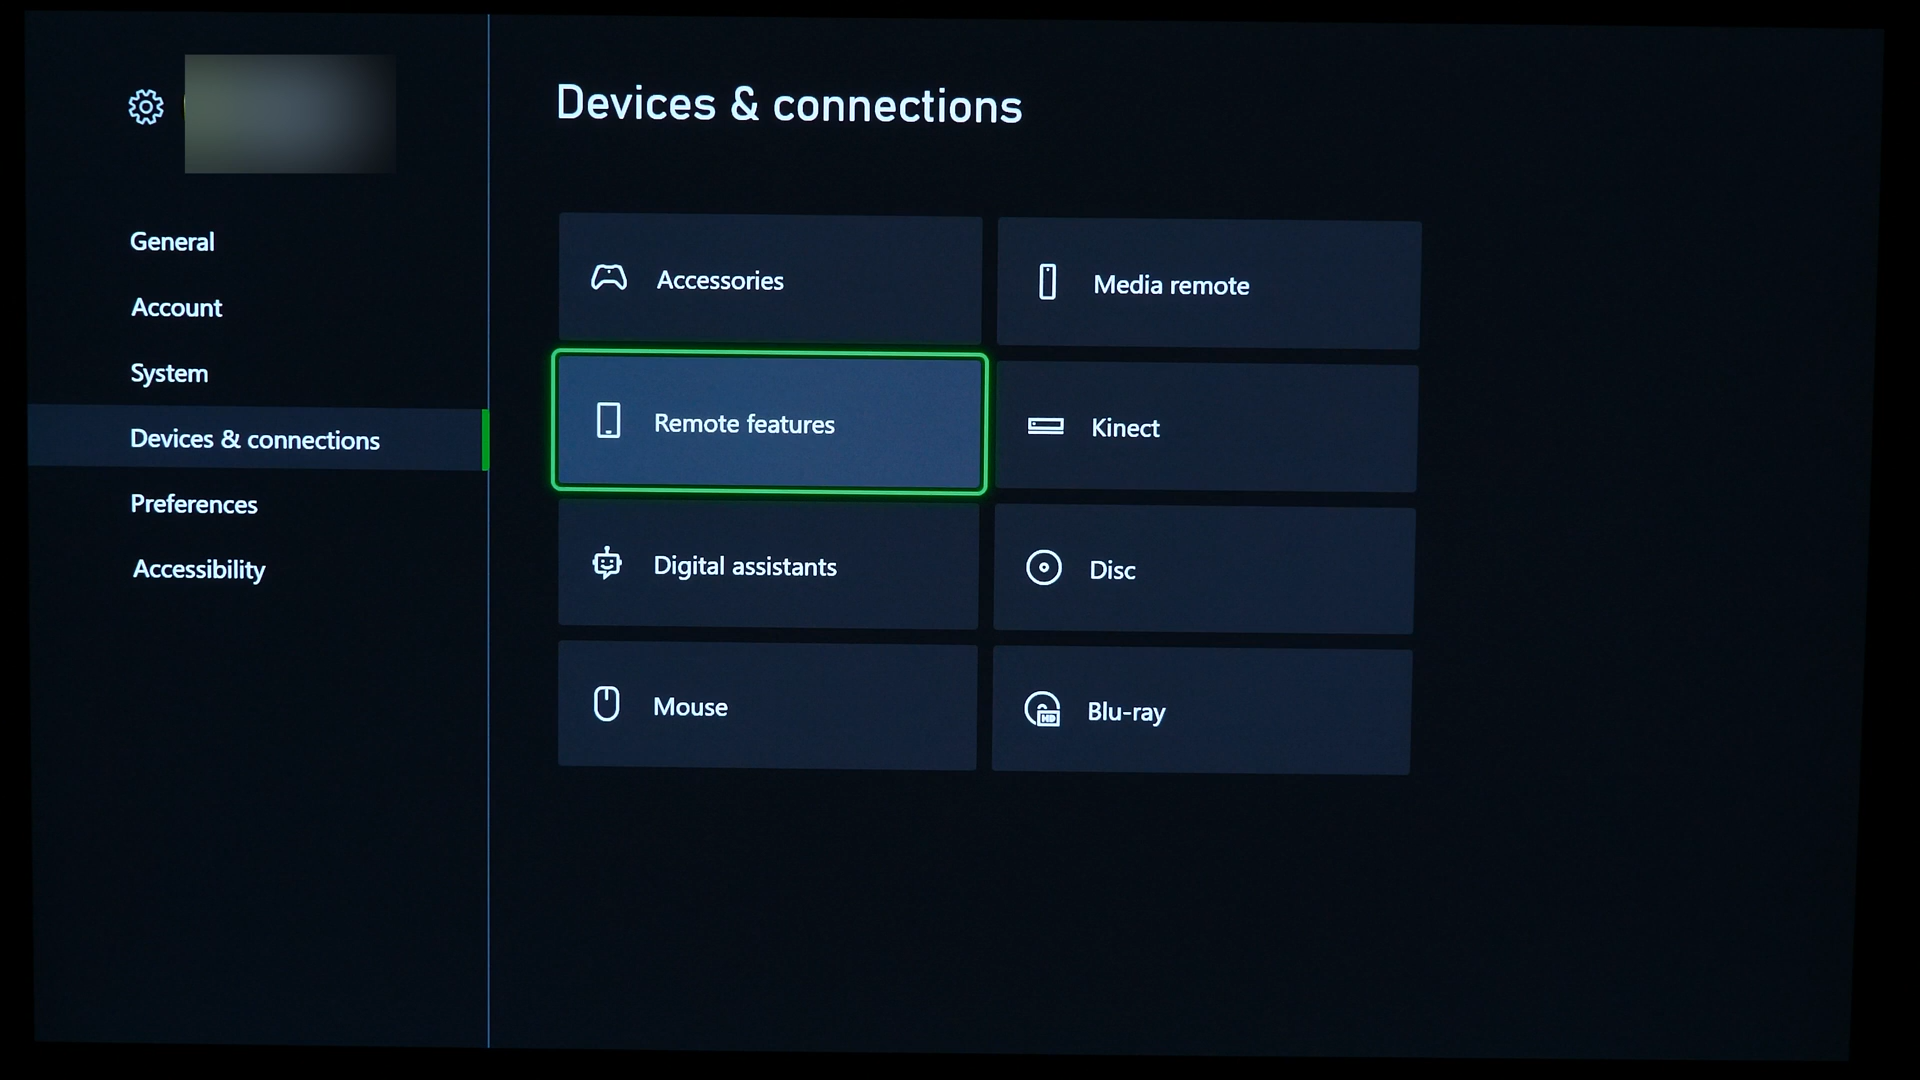 Devices & connections
General
Account
System
Devices & connections
Preferences
Accessibility
Accessories
Media remote
Remote features
Kinect
Digital assistants
Disc
Mouse
HD
Blu-ray